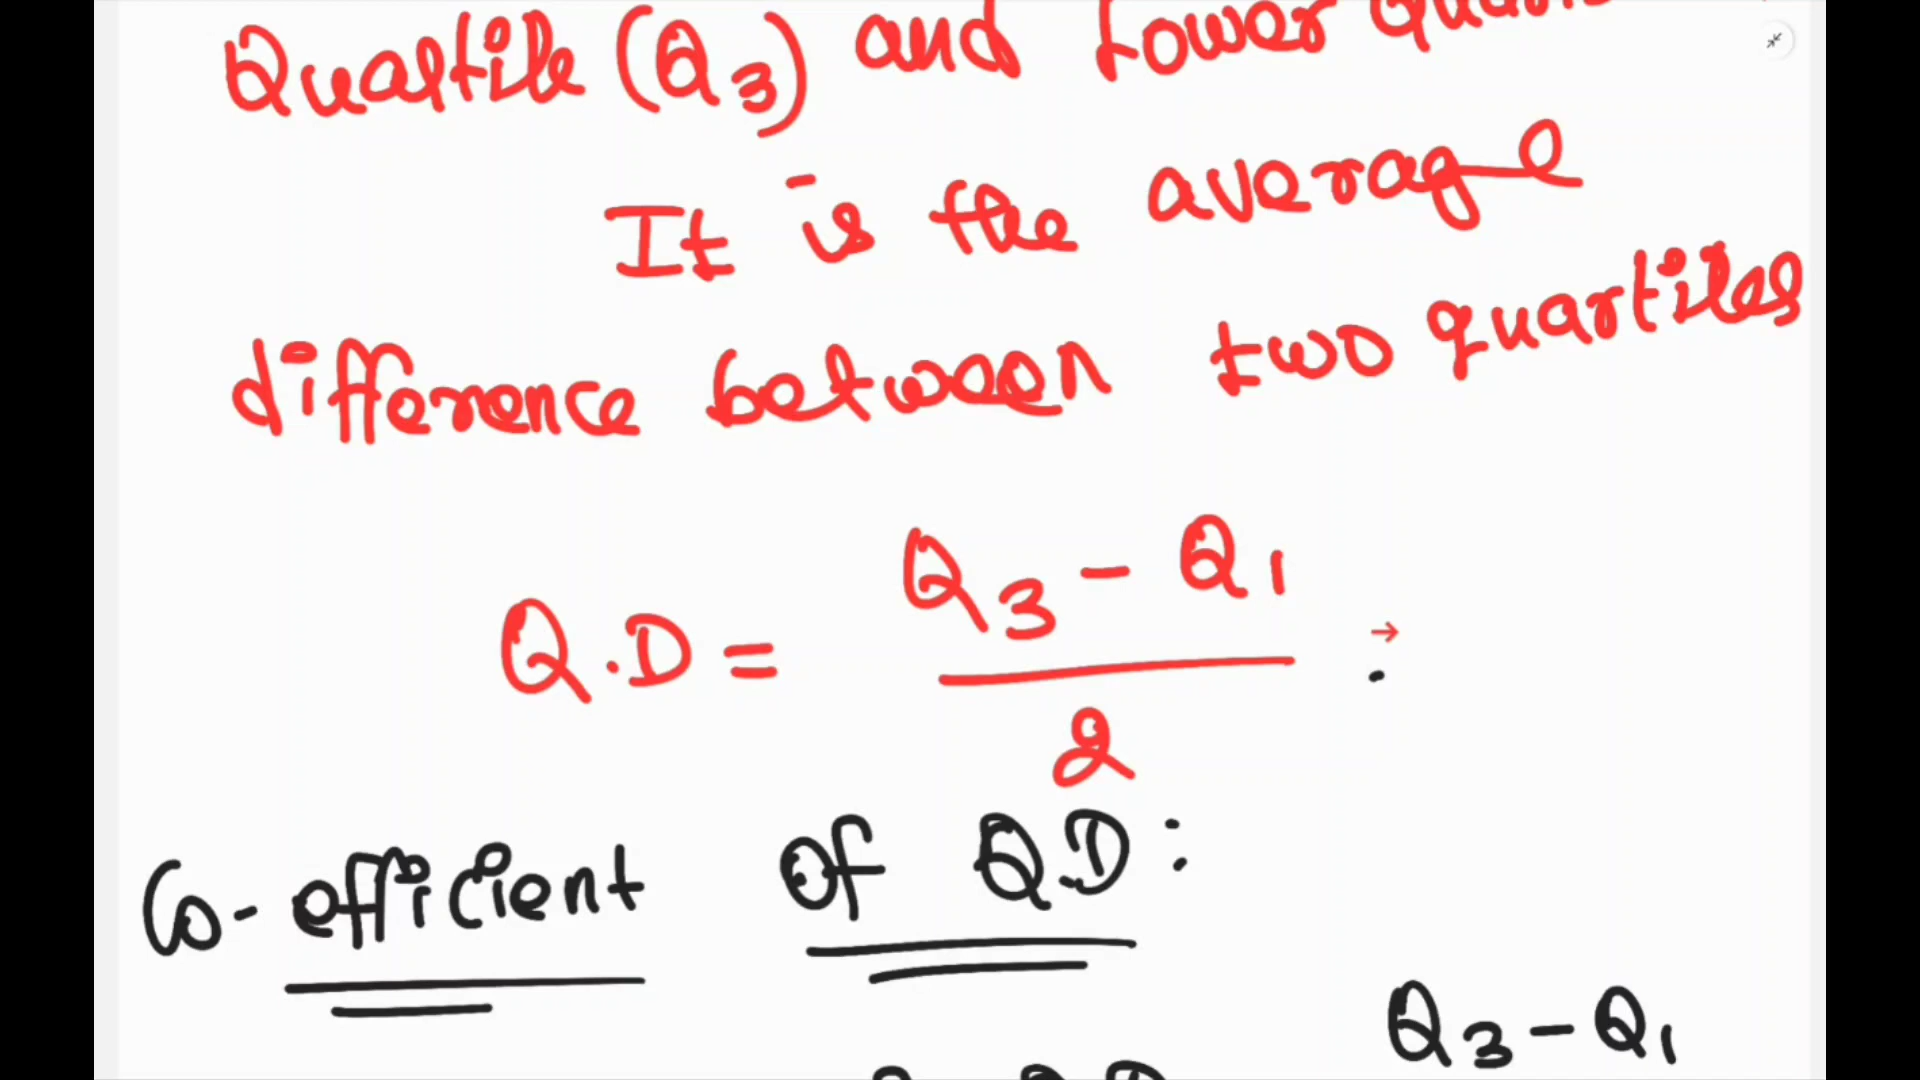 Quartile (Q3) and Lower
It is the average
difference between two quartiles
Q.D = Q3 - Q1
2
Co-efficient of Q.D :
Q3 - Q1